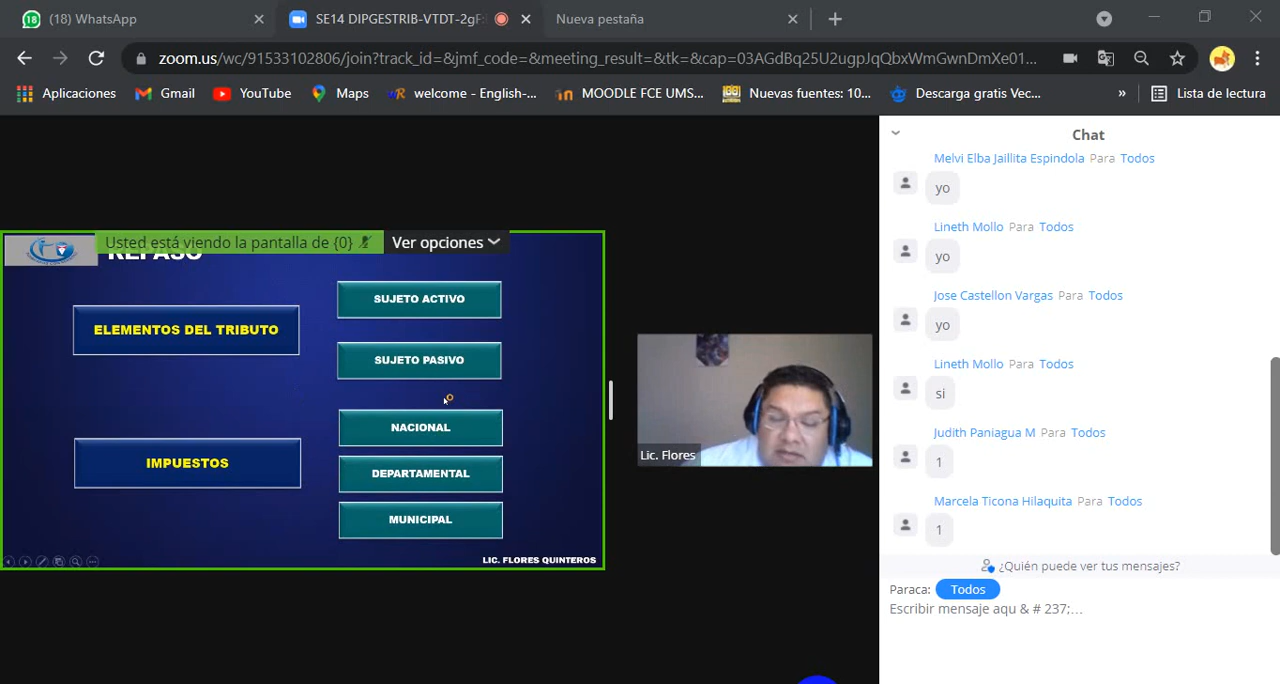 (18) WhatsApp
SE14 DIPGESTRIB-VTDT-2gF
Nueva pestaña
zoom.us/wc/91533102806/join?track_id=&jmf_code=&meeting_result=&tk=&cap=03AGdBq25U2ugpJqQbxWmGwnDmXe01...
Aplicaciones
Gmail
YouTube
Maps
welcome - English-...
MOODLE FCE UMS...
Nuevas fuentes: 10...
Descarga gratis Vec...
»
Lista de lectura
Usted está viendo la pantalla de {0}
Ver opciones
REPASO
ELEMENTOS DEL TRIBUTO
SUJETO ACTIVO
SUJETO PASIVO
IMPUESTOS
NACIONAL
DEPARTAMENTAL
MUNICIPAL
LIC. FLORES QUINTEROS
Lic. Flores
Chat
Melvi Elba Jaillita Espindola Para Todos
yo
Lineth Mollo Para Todos
yo
Jose Castellon Vargas Para Todos
yo
Lineth Mollo Para Todos
si
Judith Paniagua M Para Todos
1
Marcela Ticona Hilaquita Para Todos
1
¿Quién puede ver tus mensajes?
Paraca: Todos
Escribir mensaje aqu & # 237;...